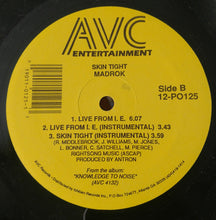 AVC
ENTERTAINMENT
SKIN TIGHT
MADROK
Side B
12-PO125
1. LIVE FROM I. E. 6.07
2. LIVE FROM I. E. (INSTRUMENTAL) 3.43
3. SKIN TIGHT (INSTRUMENTAL) 3.59
(R. MIDDLEBROOK, J. WILLIAMS, M. JONES,
L. BONNER, C. SATCHELL, M. PIERCE)
RIGHTSONG MUSIC (ASCAP)
PRODUCED BY ANTRON
From the album:
"KNOWLEDGE TO NOISE"
(AVC 4132)